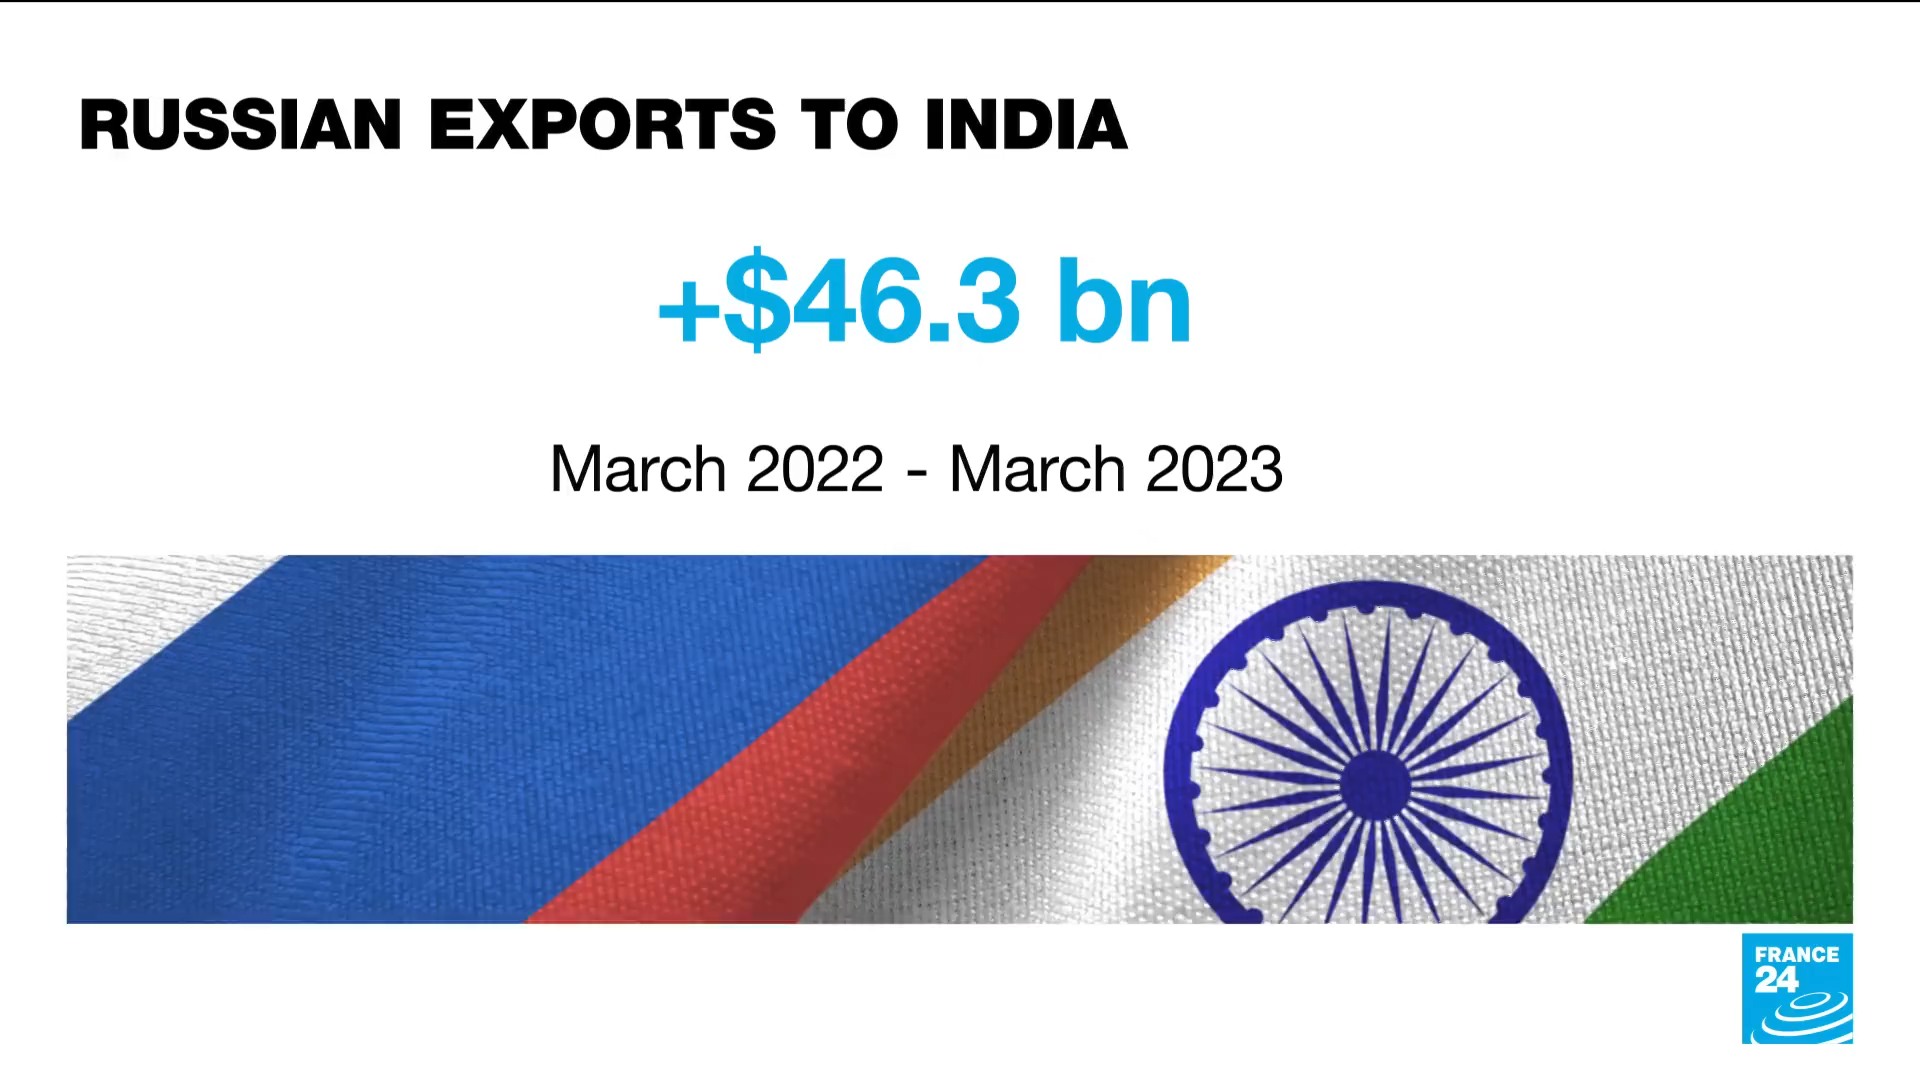 RUSSIAN EXPORTS TO INDIA
+$46.3 bn
March 2022 - March 2023
FRANCE
24